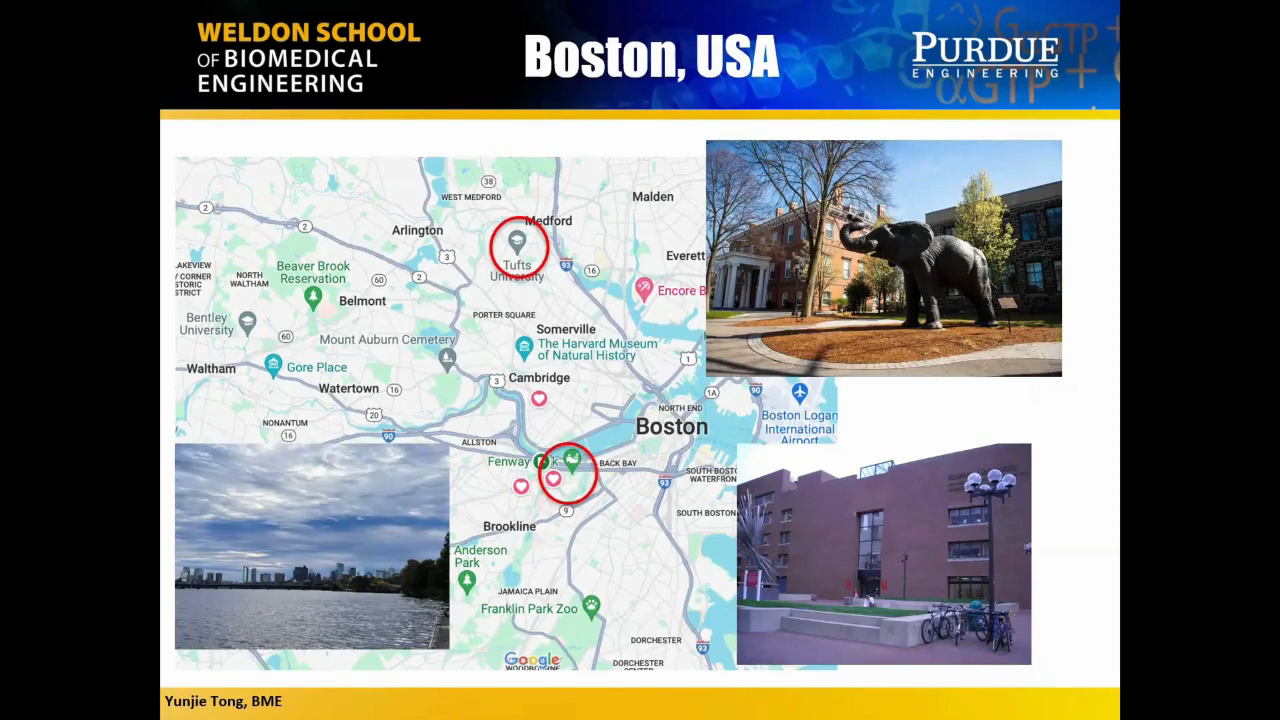 WELDON SCHOOL
OF BIOMEDICAL
ENGINEERING
Boston, USA
PURDUE
ENGINEERING
38
WEST MEDFORD
Malden
2
2
Arlington
Medford
3
Everett
LAKEVIEW
Y CORNER
STORIC
STRICT
NORTH
WALTHAM
Beaver Brook
Reservation
60
2
Tufts
University
93
16
Encore B
Belmont
Bentley
University
60
PORTER SQUARE
Somerville
Mount Auburn Cemetery
The Harvard Museum
of Natural History
1
Waltham
Gore Place
3
Cambridge
Watertown
16
1A
90
20
NORTH END
Boston Logan
International
Airport
NONANTUM
16
90
ALLSTON
Boston
Fenway
k
BACK BAY
SOUTH BOSTO
WATERFRON
93
9
SOUTH BOSTON
Brookline
Anderson
Park
JAMAICA PLAIN
Franklin Park Zoo
DORCHESTER
93
Google
WOODBOURNE
DORCHESTER
CENTER
Yunjie Tong, BME